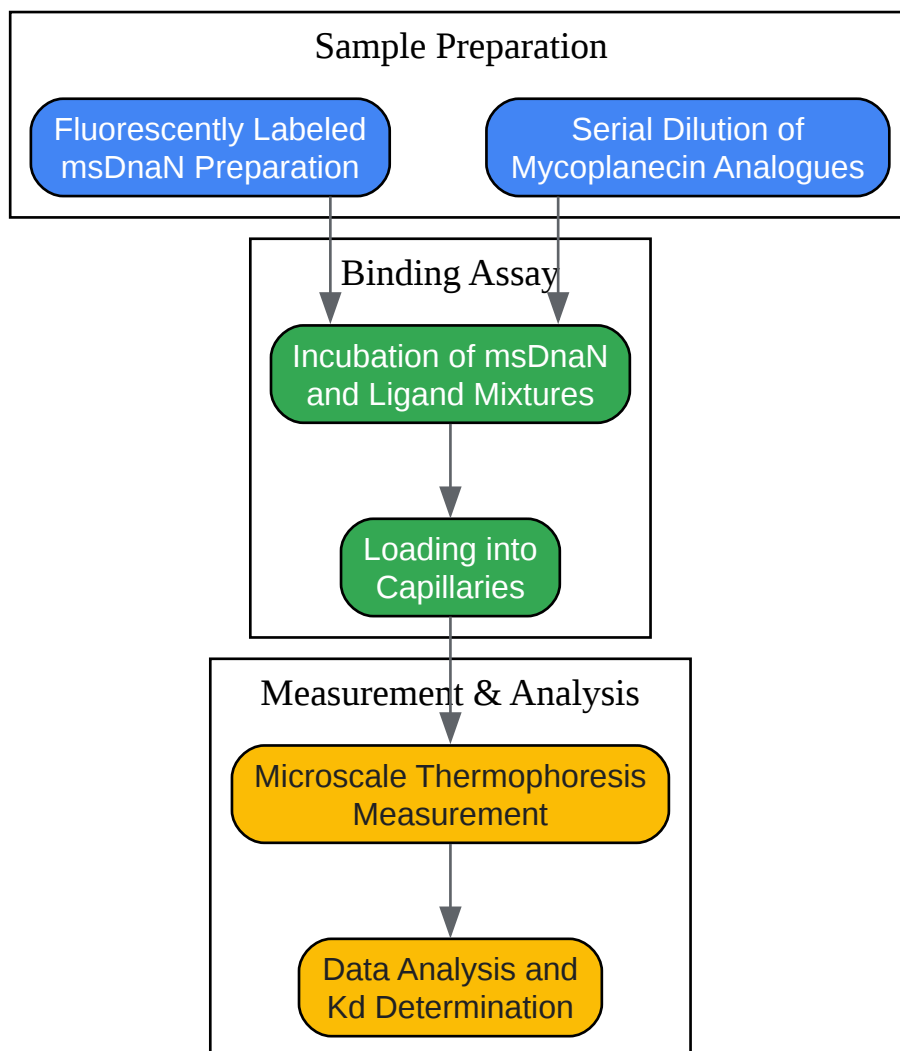 Sample Preparation
Fluorescently Labeled
msDnaN Preparation
Serial Dilution of
Mycoplanecin Analogues
Binding Assay
Incubation of msDnaN
and Ligand Mixtures
Loading into
Capillaries
Measurement & Analysis
Microscale Thermophoresis
Measurement
Data Analysis and
Kd Determination